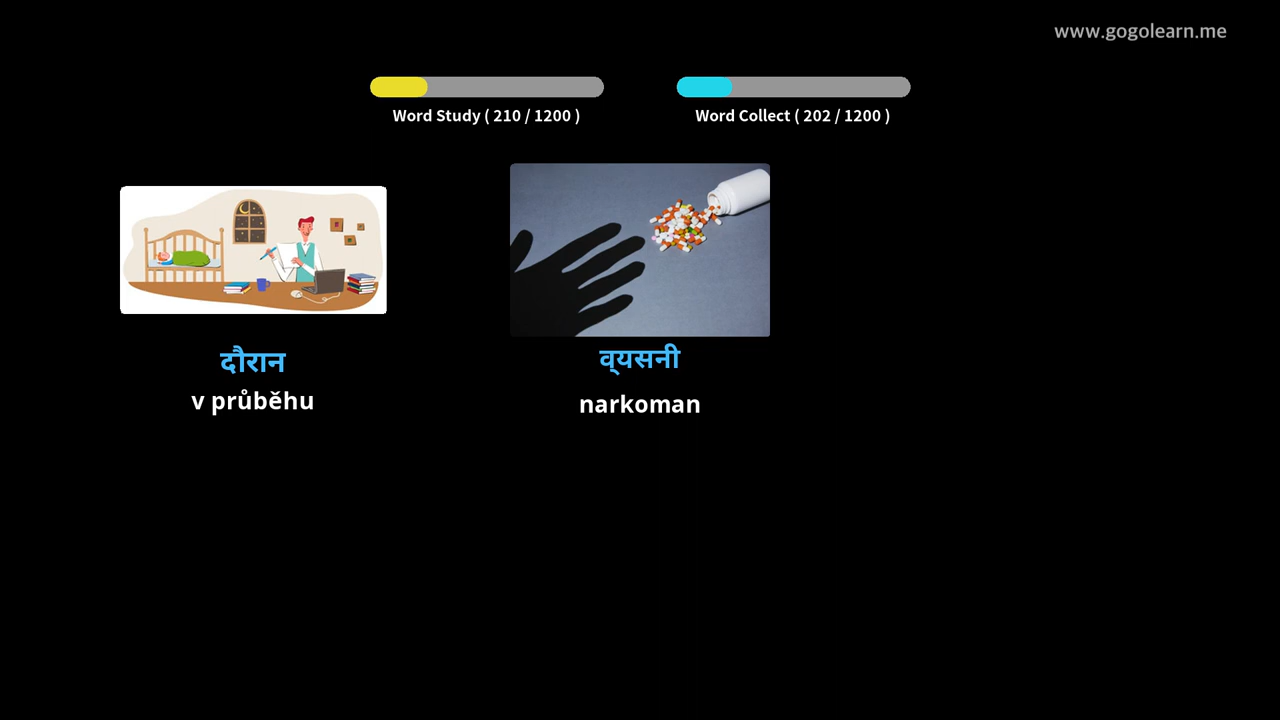 www.gogolearn.me
Word Study ( 210 / 1200 )
Word Collect ( 202 / 1200 )
दौरान
v průběhu
व्यसनी
narkoman